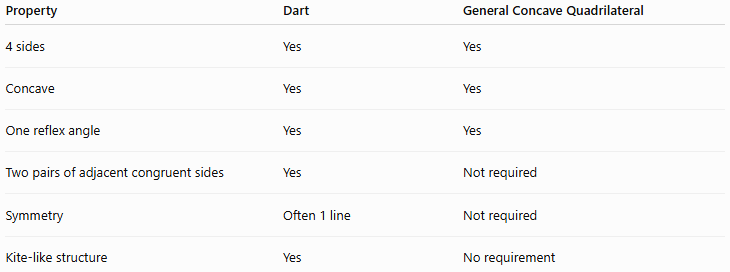 Property Dart General Concave Quadrilateral
4 sides Yes Yes
Concave Yes Yes
One reflex angle Yes Yes
Two pairs of adjacent congruent sides Yes Not required
Symmetry Often 1 line Not required
Kite-like structure Yes No requirement